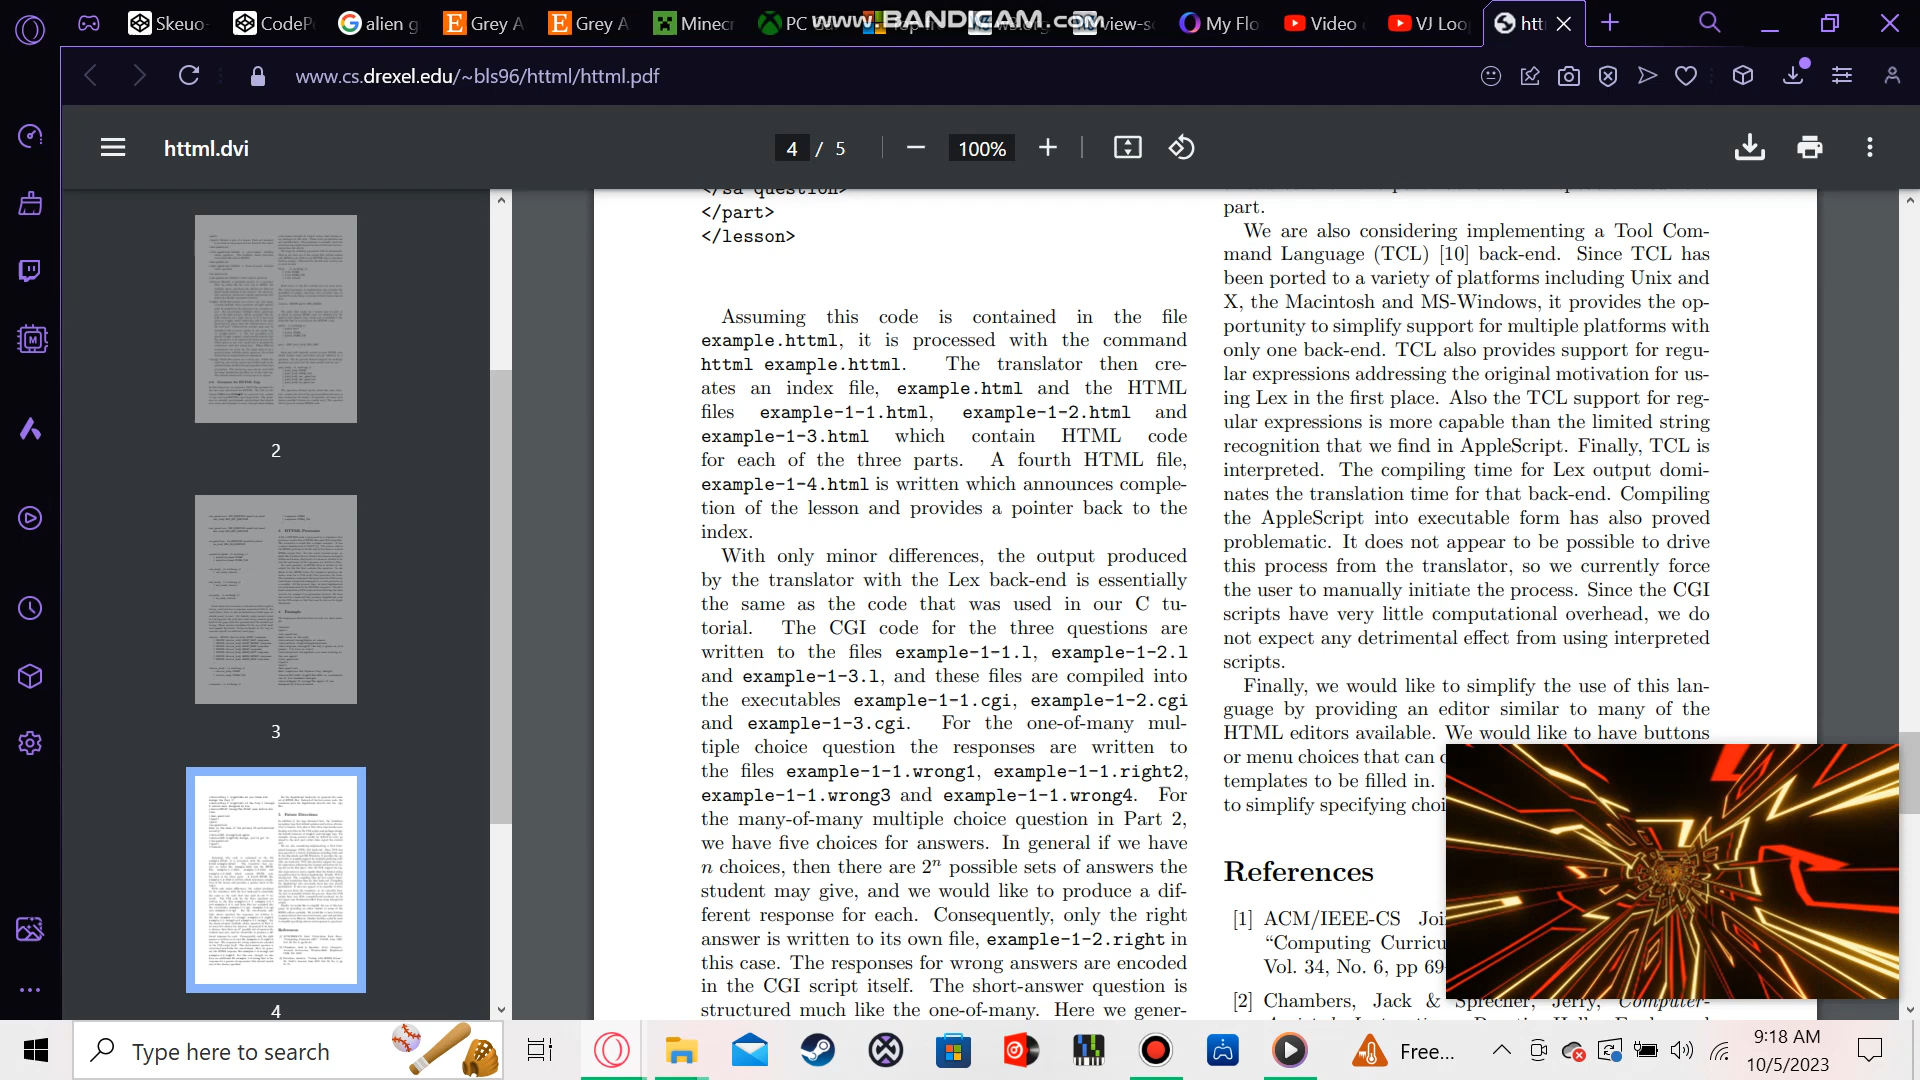 Skeuo
CodeP
alien g
Grey A
Grey A
Minecr
PC Ga
www.BANDICAM.com
view-s
My Flo
Video
VJ Loo
htt
www.cs.drexel.edu/~bls96/httml/html.pdf
httml.dvi
4 / 5
100%
2
3
4
</sa question>
</part>
</lesson>
Assuming this code is contained in the file
example.httml, it is processed with the command
httml example.httml. The translator then cre-
ates an index file, example.html and the HTML
files example-1-1.html, example-1-2.html and
example-1-3.html which contain HTML code
for each of the three parts. A fourth HTML file,
example-1-4.html is written which announces comple-
tion of the lesson and provides a pointer back to the
index.
With only minor differences, the output produced
by the translator with the Lex back-end is essentially
the same as the code that was used in our C tu-
torial. The CGI code for the three questions are
written to the files example-1-1.l, example-1-2.l
and example-1-3.l, and these files are compiled into
the executables example-1-1.cgi, example-1-2.cgi
and example-1-3.cgi. For the one-of-many mul-
tiple choice question the responses are written to
the files example-1-1.wrong1, example-1-1.right2,
example-1-1.wrong3 and example-1-1.wrong4. For
the many-of-many multiple choice question in Part 2,
we have five choices for answers. In general if we have
n choices, then there are 2ⁿ possible sets of answers the
student may give, and we would like to produce a dif-
ferent response for each. Consequently, only the right
answer is written to its own file, example-1-2.right in
this case. The responses for wrong answers are encoded
in the CGI script itself. The short-answer question is
structured much like the one-of-many. Here we gener-
part.
We are also considering implementing a Tool Com-
mand Language (TCL) [10] back-end. Since TCL has
been ported to a variety of platforms including Unix and
X, the Macintosh and MS-Windows, it provides the op-
portunity to simplify support for multiple platforms with
only one back-end. TCL also provides support for regu-
lar expressions addressing the original motivation for us-
ing Lex in the first place. Also the TCL support for reg-
ular expressions is more capable than the limited string
recognition that we find in AppleScript. Finally, TCL is
interpreted. The compiling time for Lex output domi-
nates the translation time for that back-end. Compiling
the AppleScript into executable form has also proved
problematic. It does not appear to be possible to drive
this process from the translator, so we currently force
the user to manually initiate the process. Since the CGI
scripts have very little computational overhead, we do
not expect any detrimental effect from using interpreted
scripts.
Finally, we would like to simplify the use of this lan-
guage by providing an editor similar to many of the
HTML editors available. We would like to have buttons
or menu choices that can
templates to be filled in.
to simplify specifying choi
References
[1] ACM/IEEE-CS Joi
"Computing Curricu
Vol. 34, No. 6, pp 69
[2] Chambers, Jack & Sprecher, Jerry, Computer-
Type here to search
Free...
9:18 AM
10/5/2023